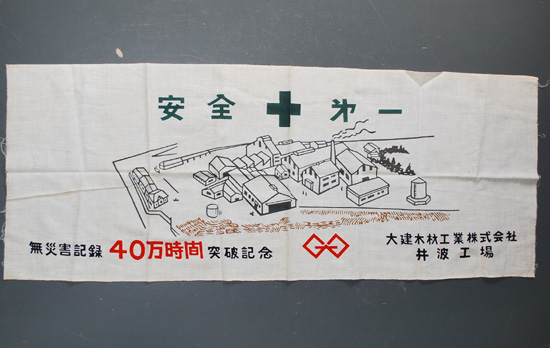 安全 ✚ 㐧一
無災害記録 40万時間 突破記念
大建木材工業株式会社
井波工場